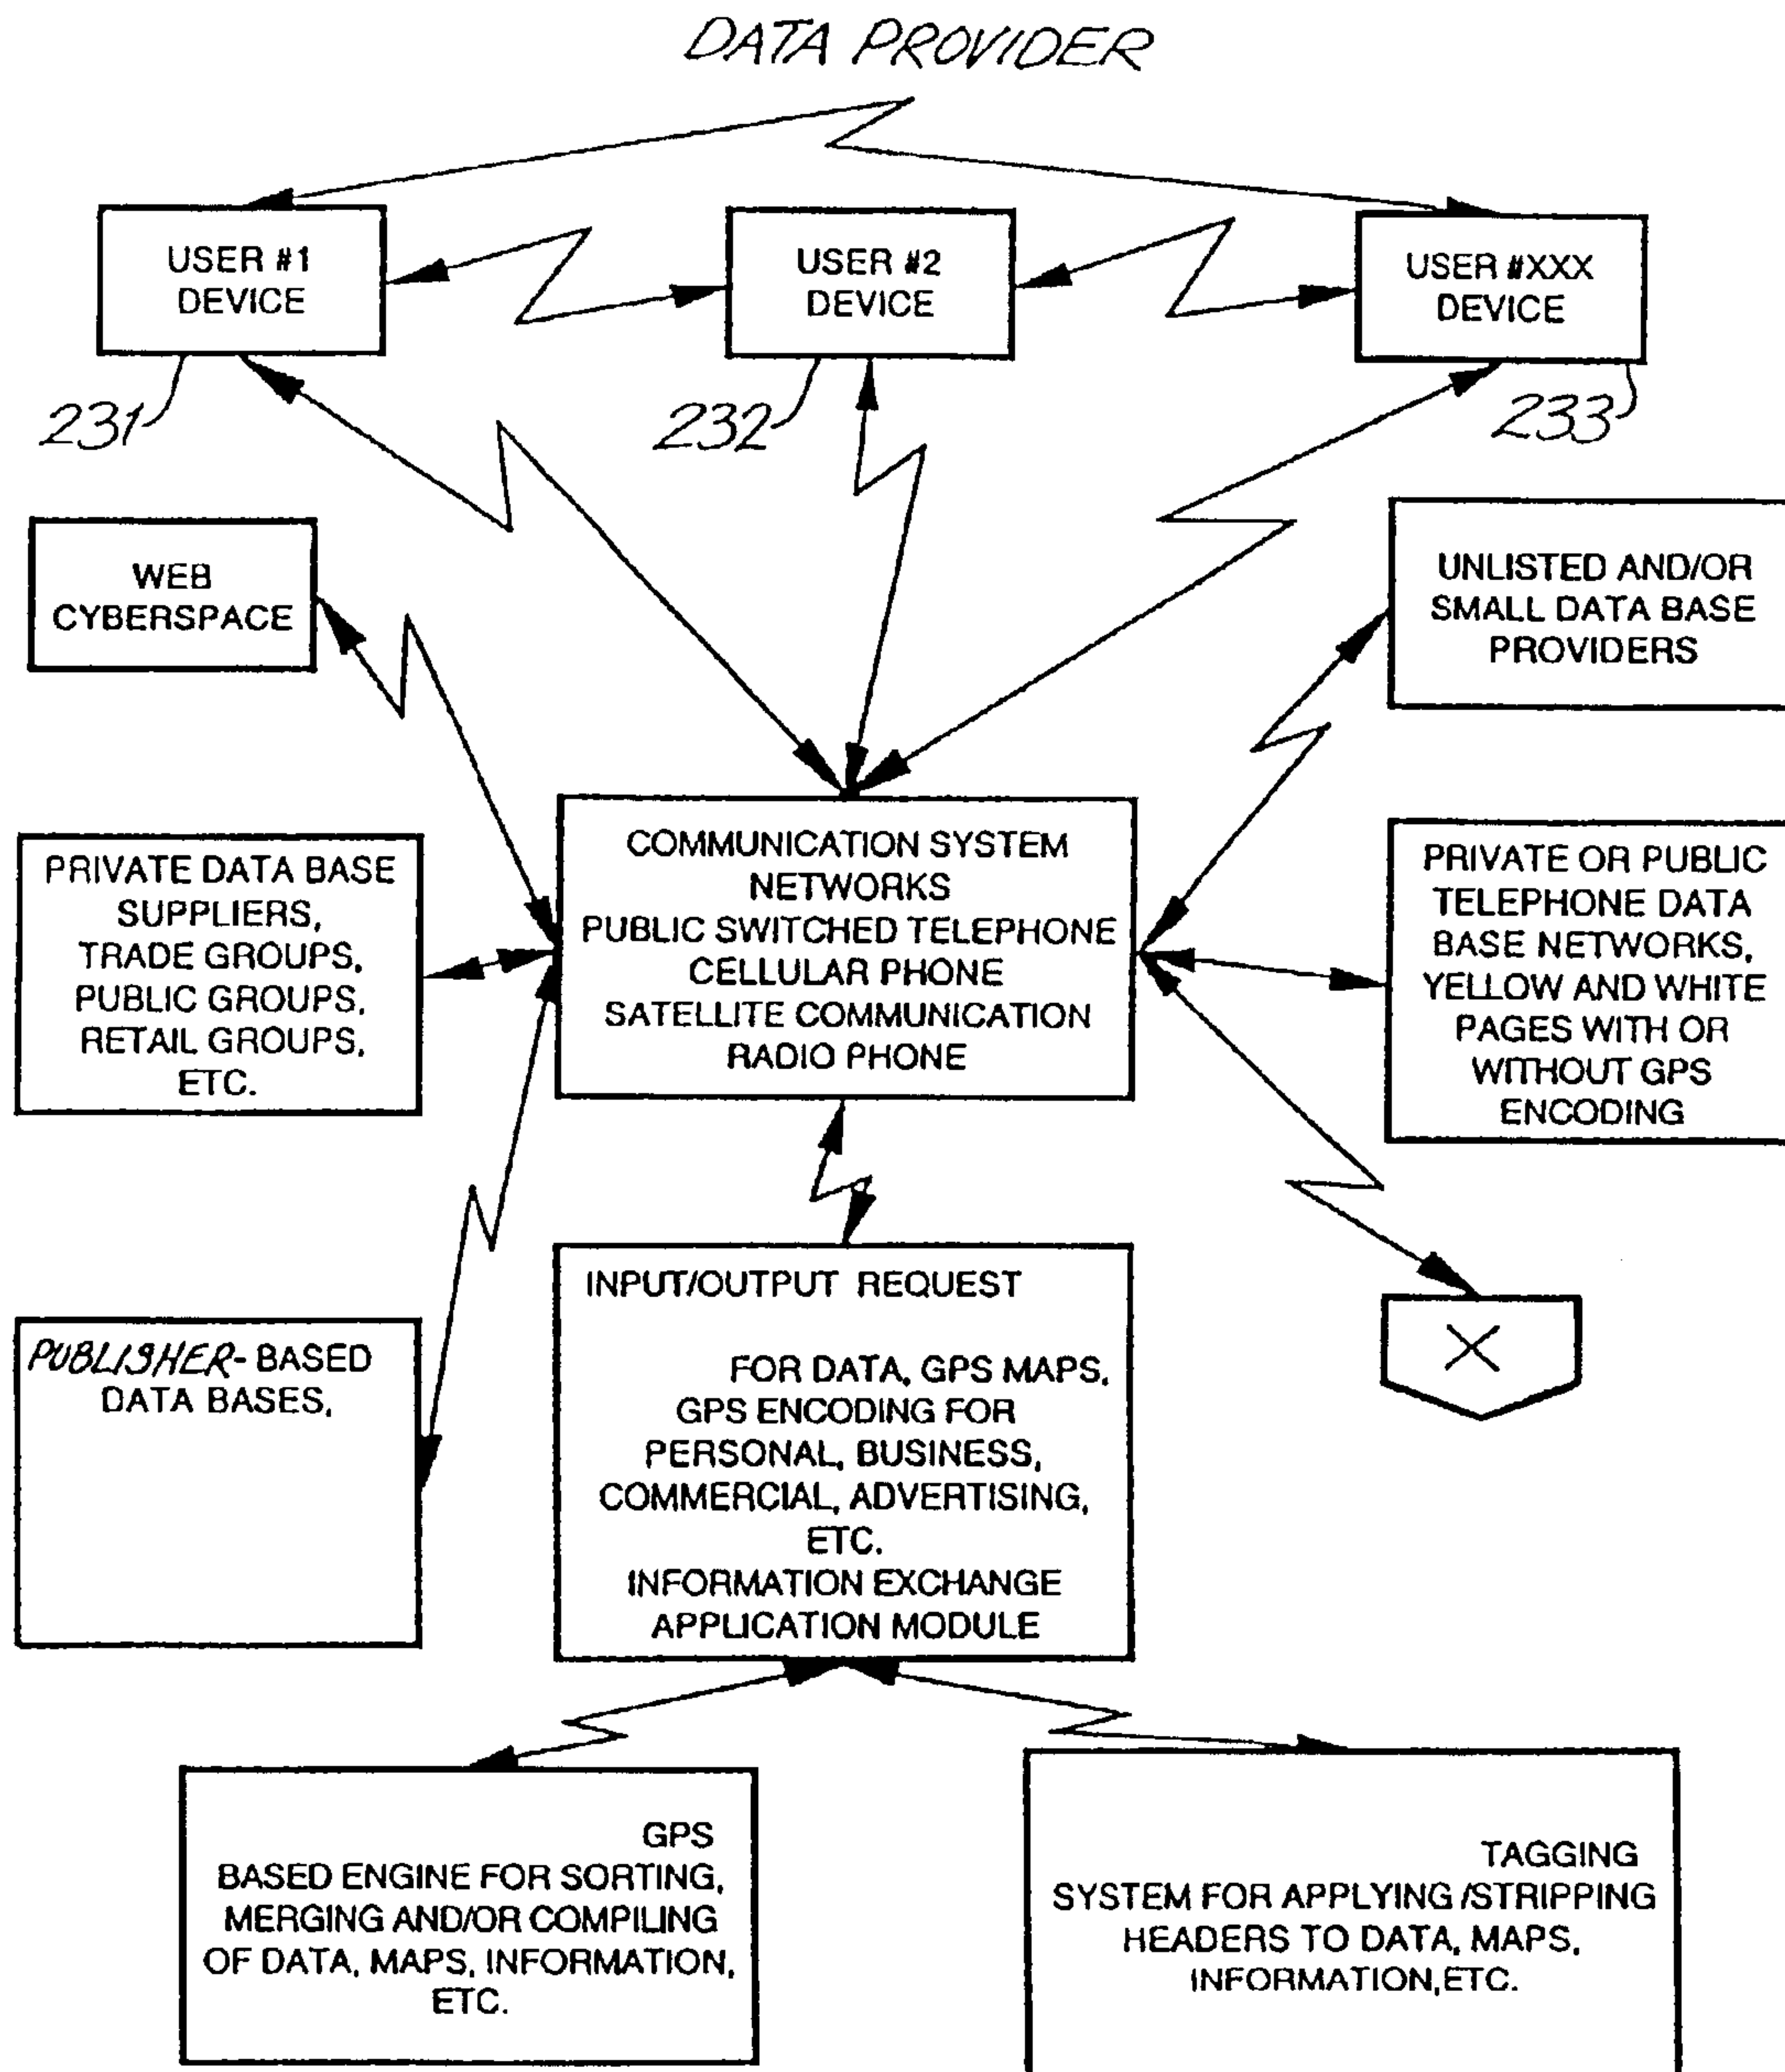 DATA PROVIDER
USER #1
DEVICE
USER #2
DEVICE
USER #XXX
DEVICE
231
232
233
WEB
CYBERSPACE
UNLISTED AND/OR
SMALL DATA BASE
PROVIDERS
PRIVATE DATA BASE
SUPPLIERS,
TRADE GROUPS,
PUBLIC GROUPS,
RETAIL GROUPS,
ETC.
COMMUNICATION SYSTEM
NETWORKS
PUBLIC SWITCHED TELEPHONE
CELLULAR PHONE
SATELLITE COMMUNICATION
RADIO PHONE
PRIVATE OR PUBLIC
TELEPHONE DATA
BASE NETWORKS,
YELLOW AND WHITE
PAGES WITH OR
WITHOUT GPS
ENCODING
PUBLISHER-BASED
DATA BASES,
INPUT/OUTPUT REQUEST
FOR DATA, GPS MAPS,
GPS ENCODING FOR
PERSONAL, BUSINESS,
COMMERCIAL, ADVERTISING,
ETC.
INFORMATION EXCHANGE
APPLICATION MODULE
X
GPS
BASED ENGINE FOR SORTING,
MERGING AND/OR COMPILING
OF DATA, MAPS, INFORMATION,
ETC.
TAGGING
SYSTEM FOR APPLYING /STRIPPING
HEADERS TO DATA, MAPS,
INFORMATION,ETC.